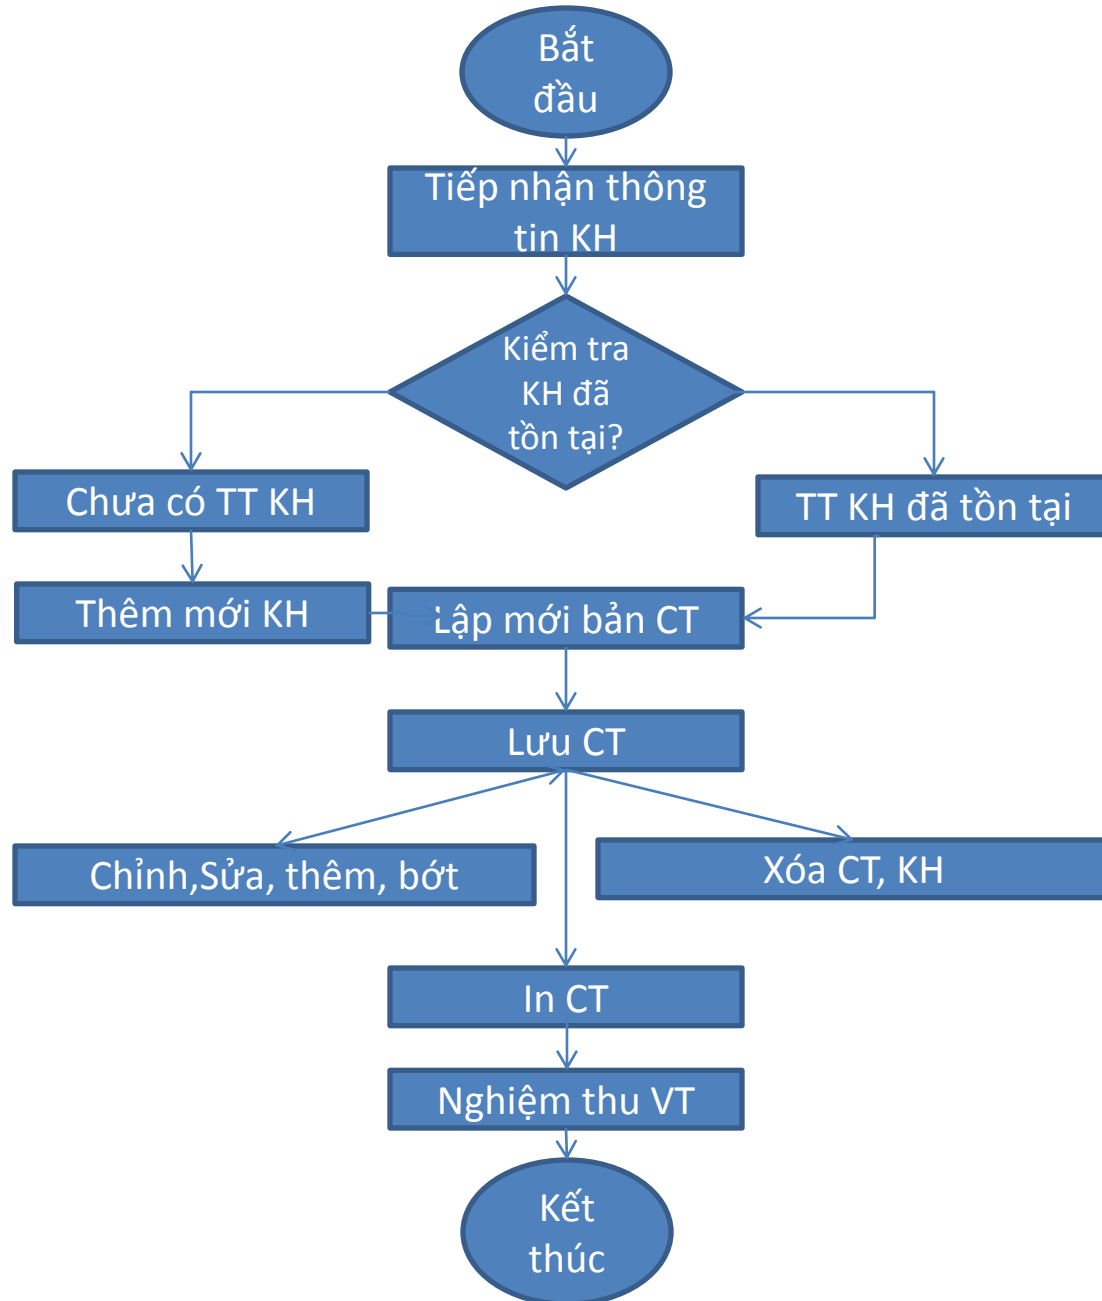 Bắt
đầu
Tiếp nhận thông
tin KH
Kiểm tra
KH đã
tồn tại?
Chưa có TT KH
TT KH đã tồn tại
Thêm mới KH
Lập mới bản CT
Lưu CT
Chỉnh,Sửa, thêm, bớt
Xóa CT, KH
In CT
Nghiệm thu VT
Kết
thúc